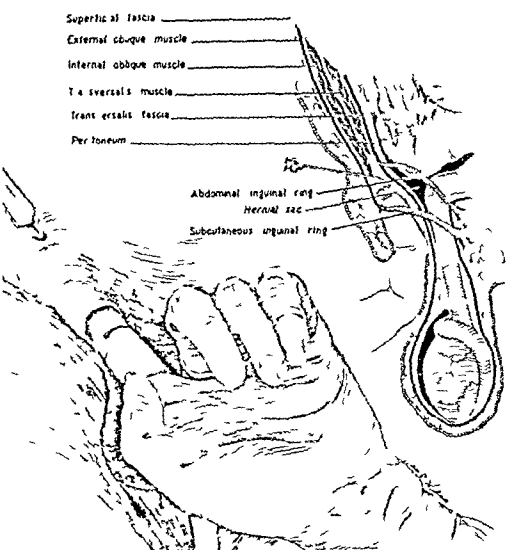 Superficial fascia
External oblique muscle
Internal oblique muscle
Transversalis muscle
Transversalis fascia
Peritoneum
Abdominal inguinal ring
Hernial sac
Subcutaneous inguinal ring